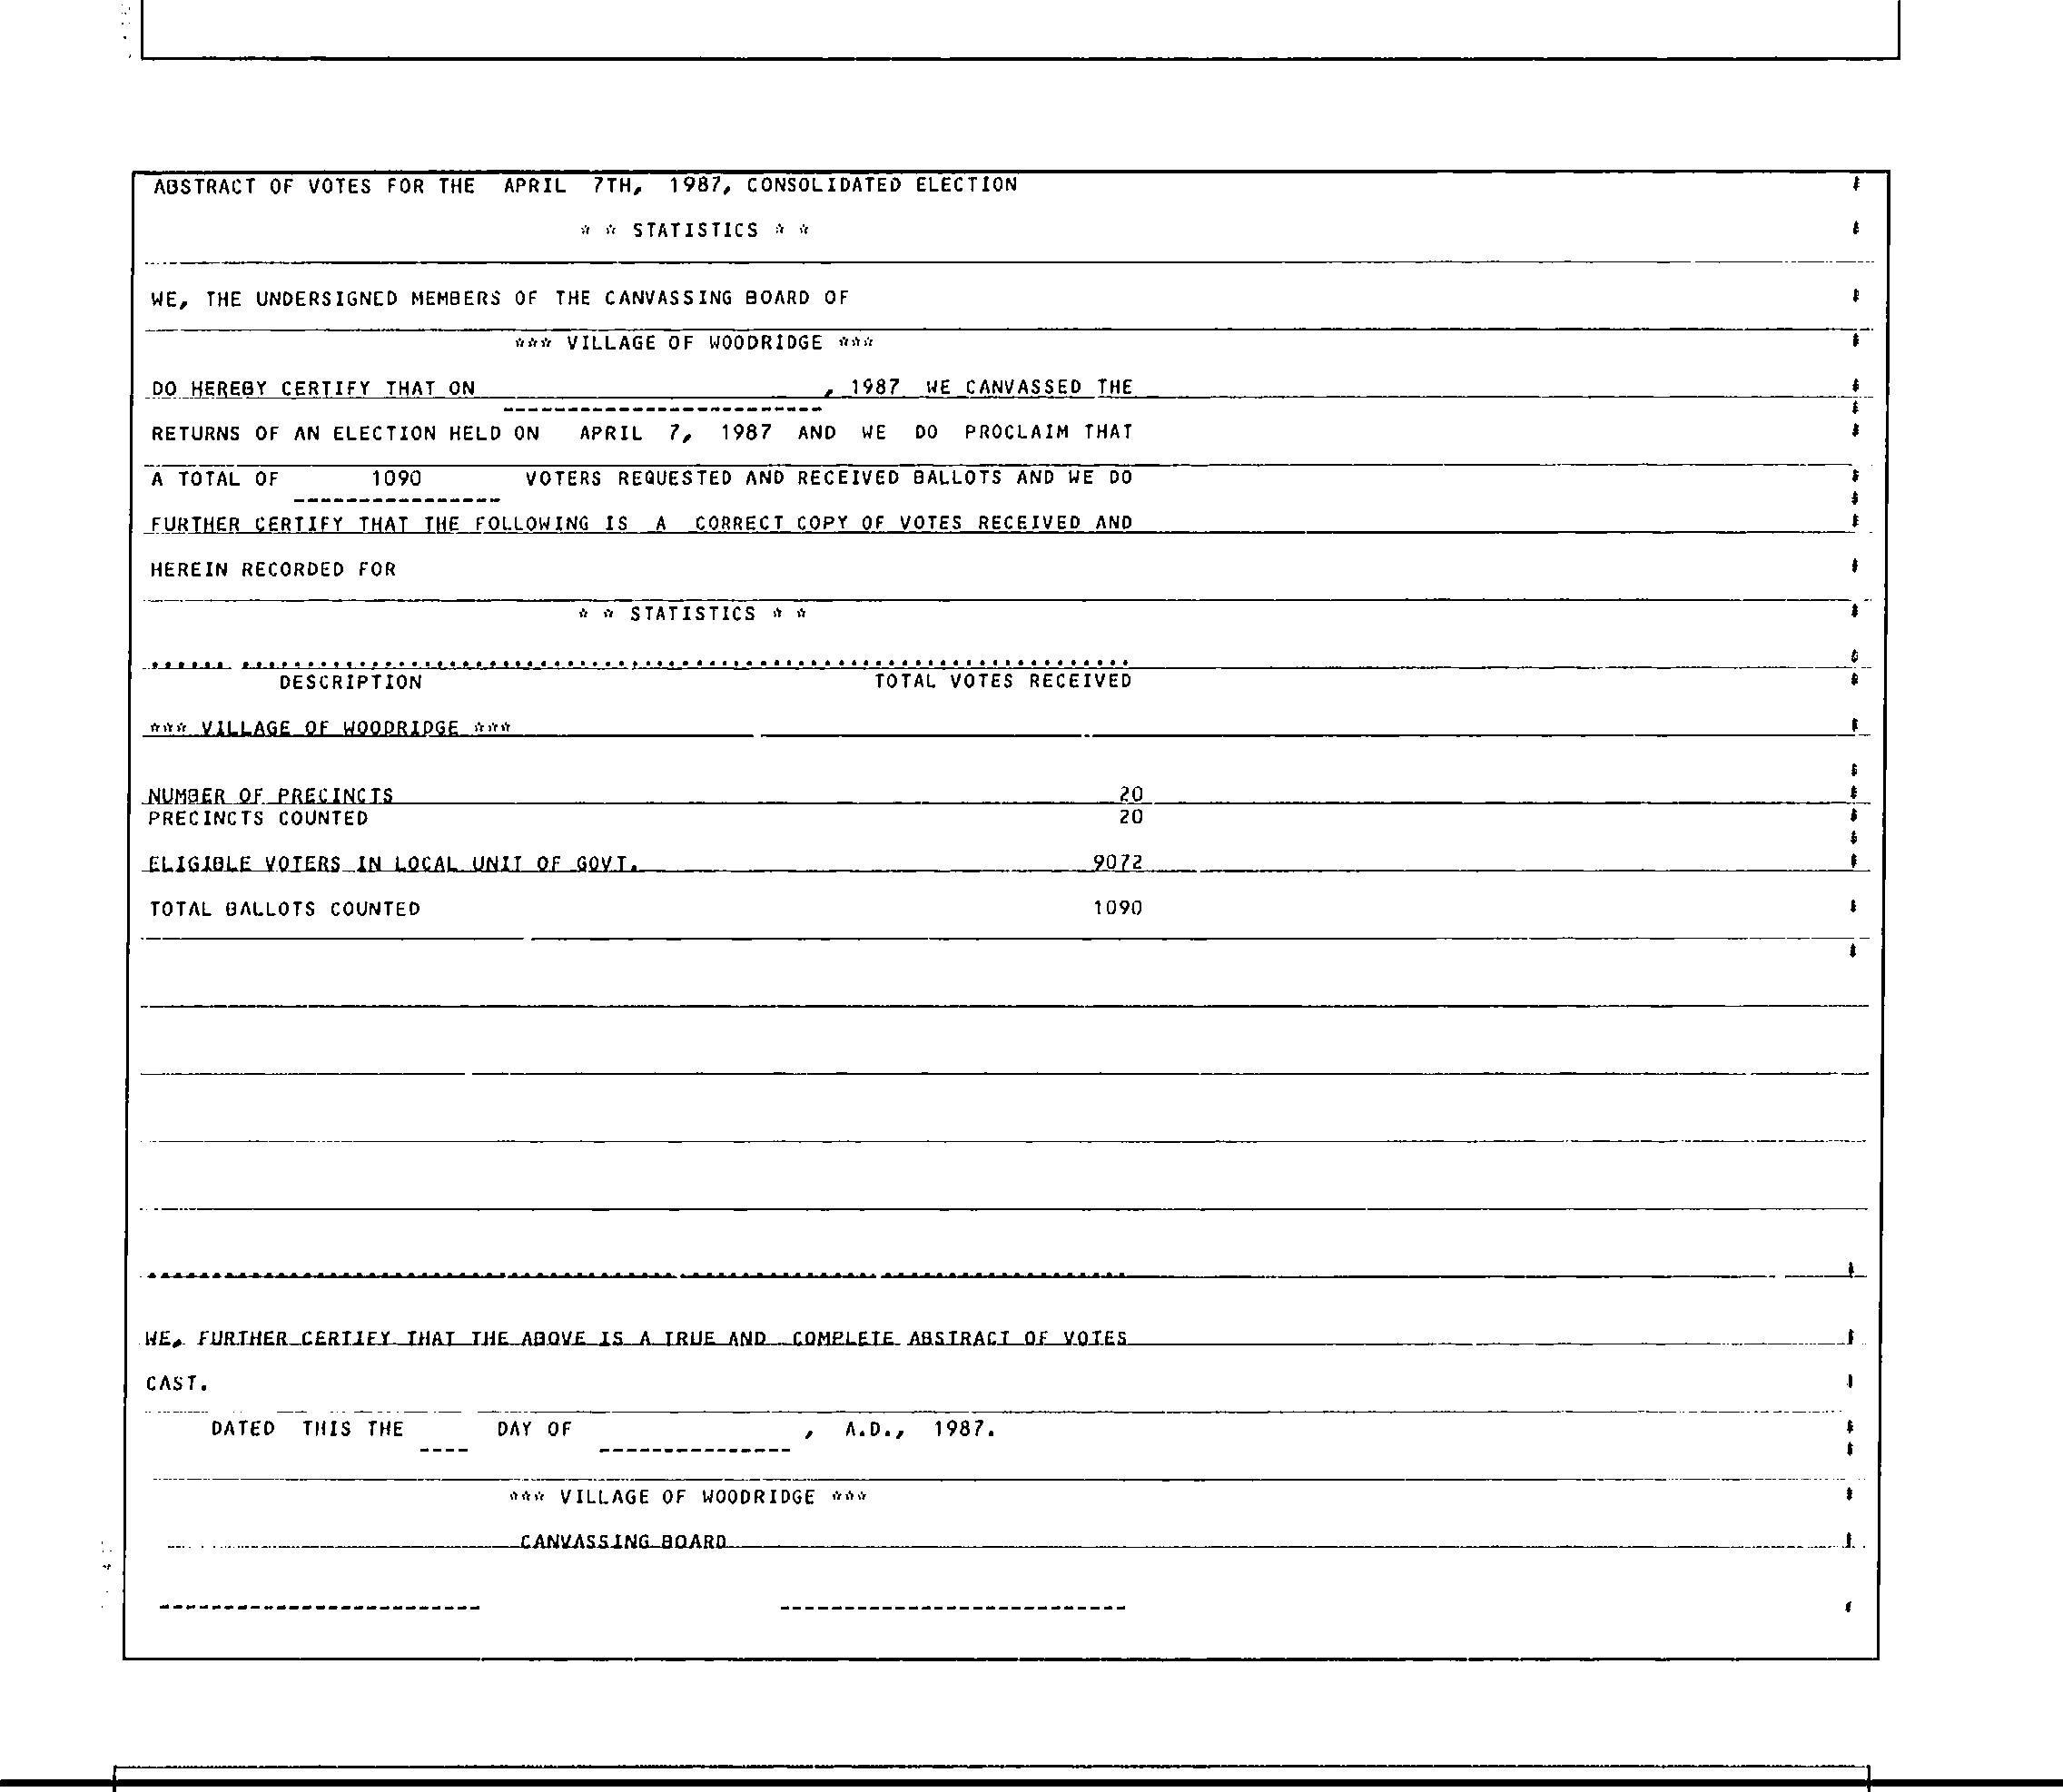 ABSTRACT OF VOTES FOR THE APRIL 7TH, 1987, CONSOLIDATED ELECTION
* * STATISTICS * *
WE, THE UNDERSIGNED MEMBERS OF THE CANVASSING BOARD OF
*** VILLAGE OF WOODRIDGE ***
DO HEREBY CERTIFY THAT ON , 1987 WE CANVASSED THE
RETURNS OF AN ELECTION HELD ON APRIL 7, 1987 AND WE DO PROCLAIM THAT
A TOTAL OF 1090 VOTERS REQUESTED AND RECEIVED BALLOTS AND WE DO
FURTHER CERTIFY THAT THE FOLLOWING IS A CORRECT COPY OF VOTES RECEIVED AND
HEREIN RECORDED FOR
* * STATISTICS * *
DESCRIPTION TOTAL VOTES RECEIVED
*** VILLAGE OF WOODRIDGE ***
NUMBER OF PRECINCTS 20
PRECINCTS COUNTED 20
ELIGIBLE VOTERS IN LOCAL UNIT OF GOVT. 9072
TOTAL BALLOTS COUNTED 1090
WE, FURTHER CERTIFY THAT THE ABOVE IS A TRUE AND COMPLETE ABSTRACT OF VOTES
CAST.
DATED THIS THE ---- DAY OF --------------- , A.D., 1987.
*** VILLAGE OF WOODRIDGE ***
CANVASSING BOARD